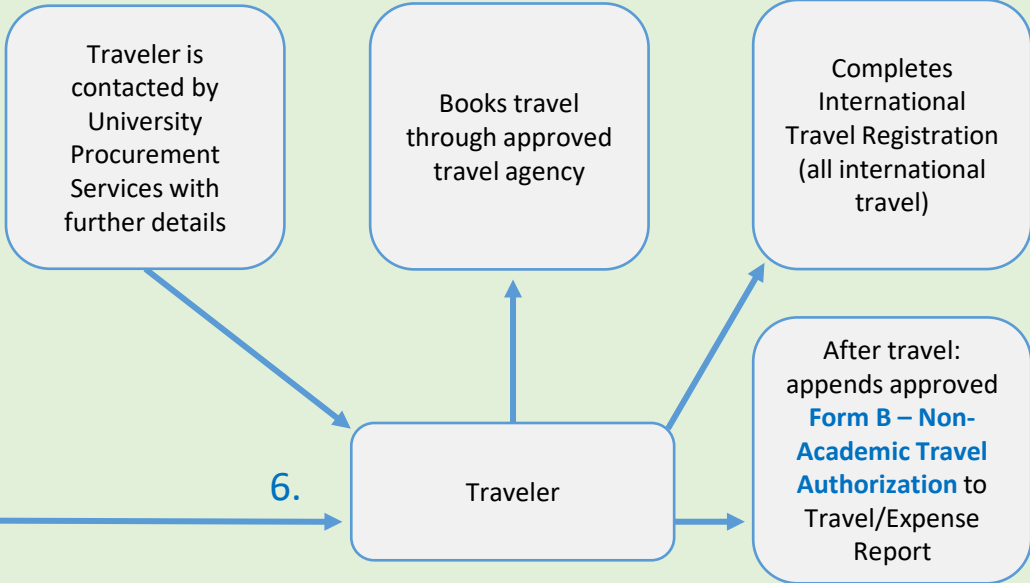 Traveler is
contacted by
University
Procurement
Services with
further details
Books travel
through approved
travel agency
Completes
International
Travel Registration
(all international
travel)
After travel:
appends approved
Form B – Non-
Academic Travel
Authorization to
Travel/Expense
Report
6.
Traveler